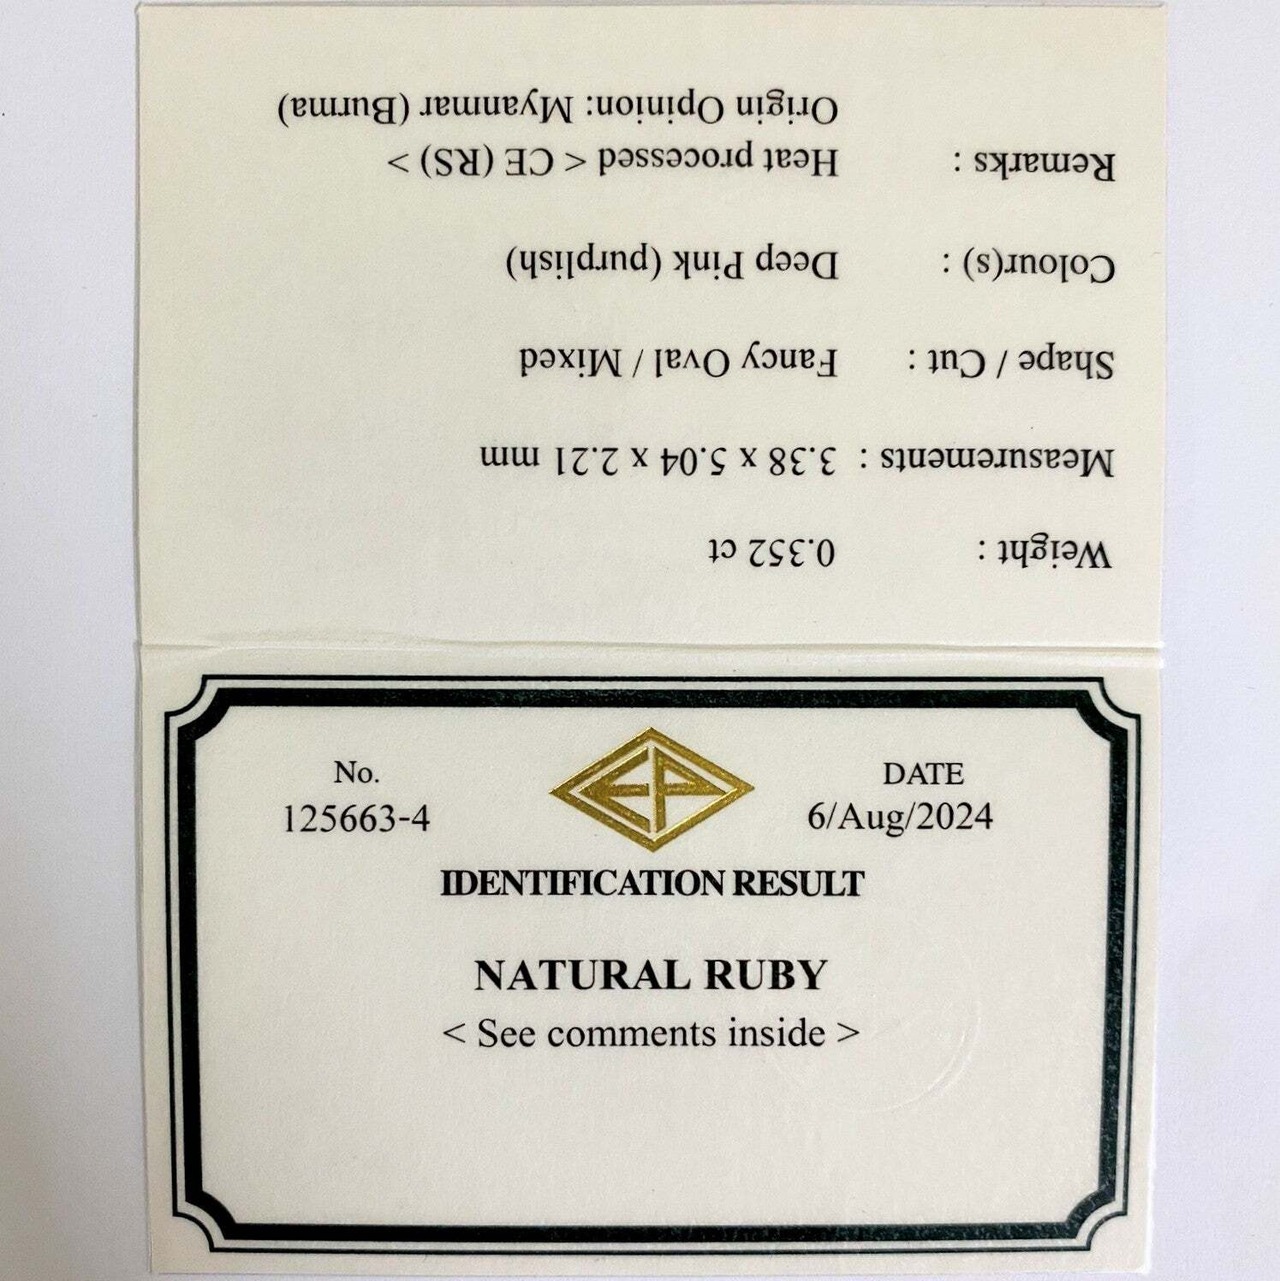 No.
125663-4
EP
DATE
6/Aug/2024
IDENTIFICATION RESULT
NATURAL RUBY
< See comments inside >
Weight : 0.352 ct
Measurements : 3.38 x 5.04 x 2.21 mm
Shape / Cut : Fancy Oval / Mixed
Colour(s) : Deep Pink (purplish)
Remarks : Heat processed < CE (RS) >
Origin Opinion: Myanmar (Burma)